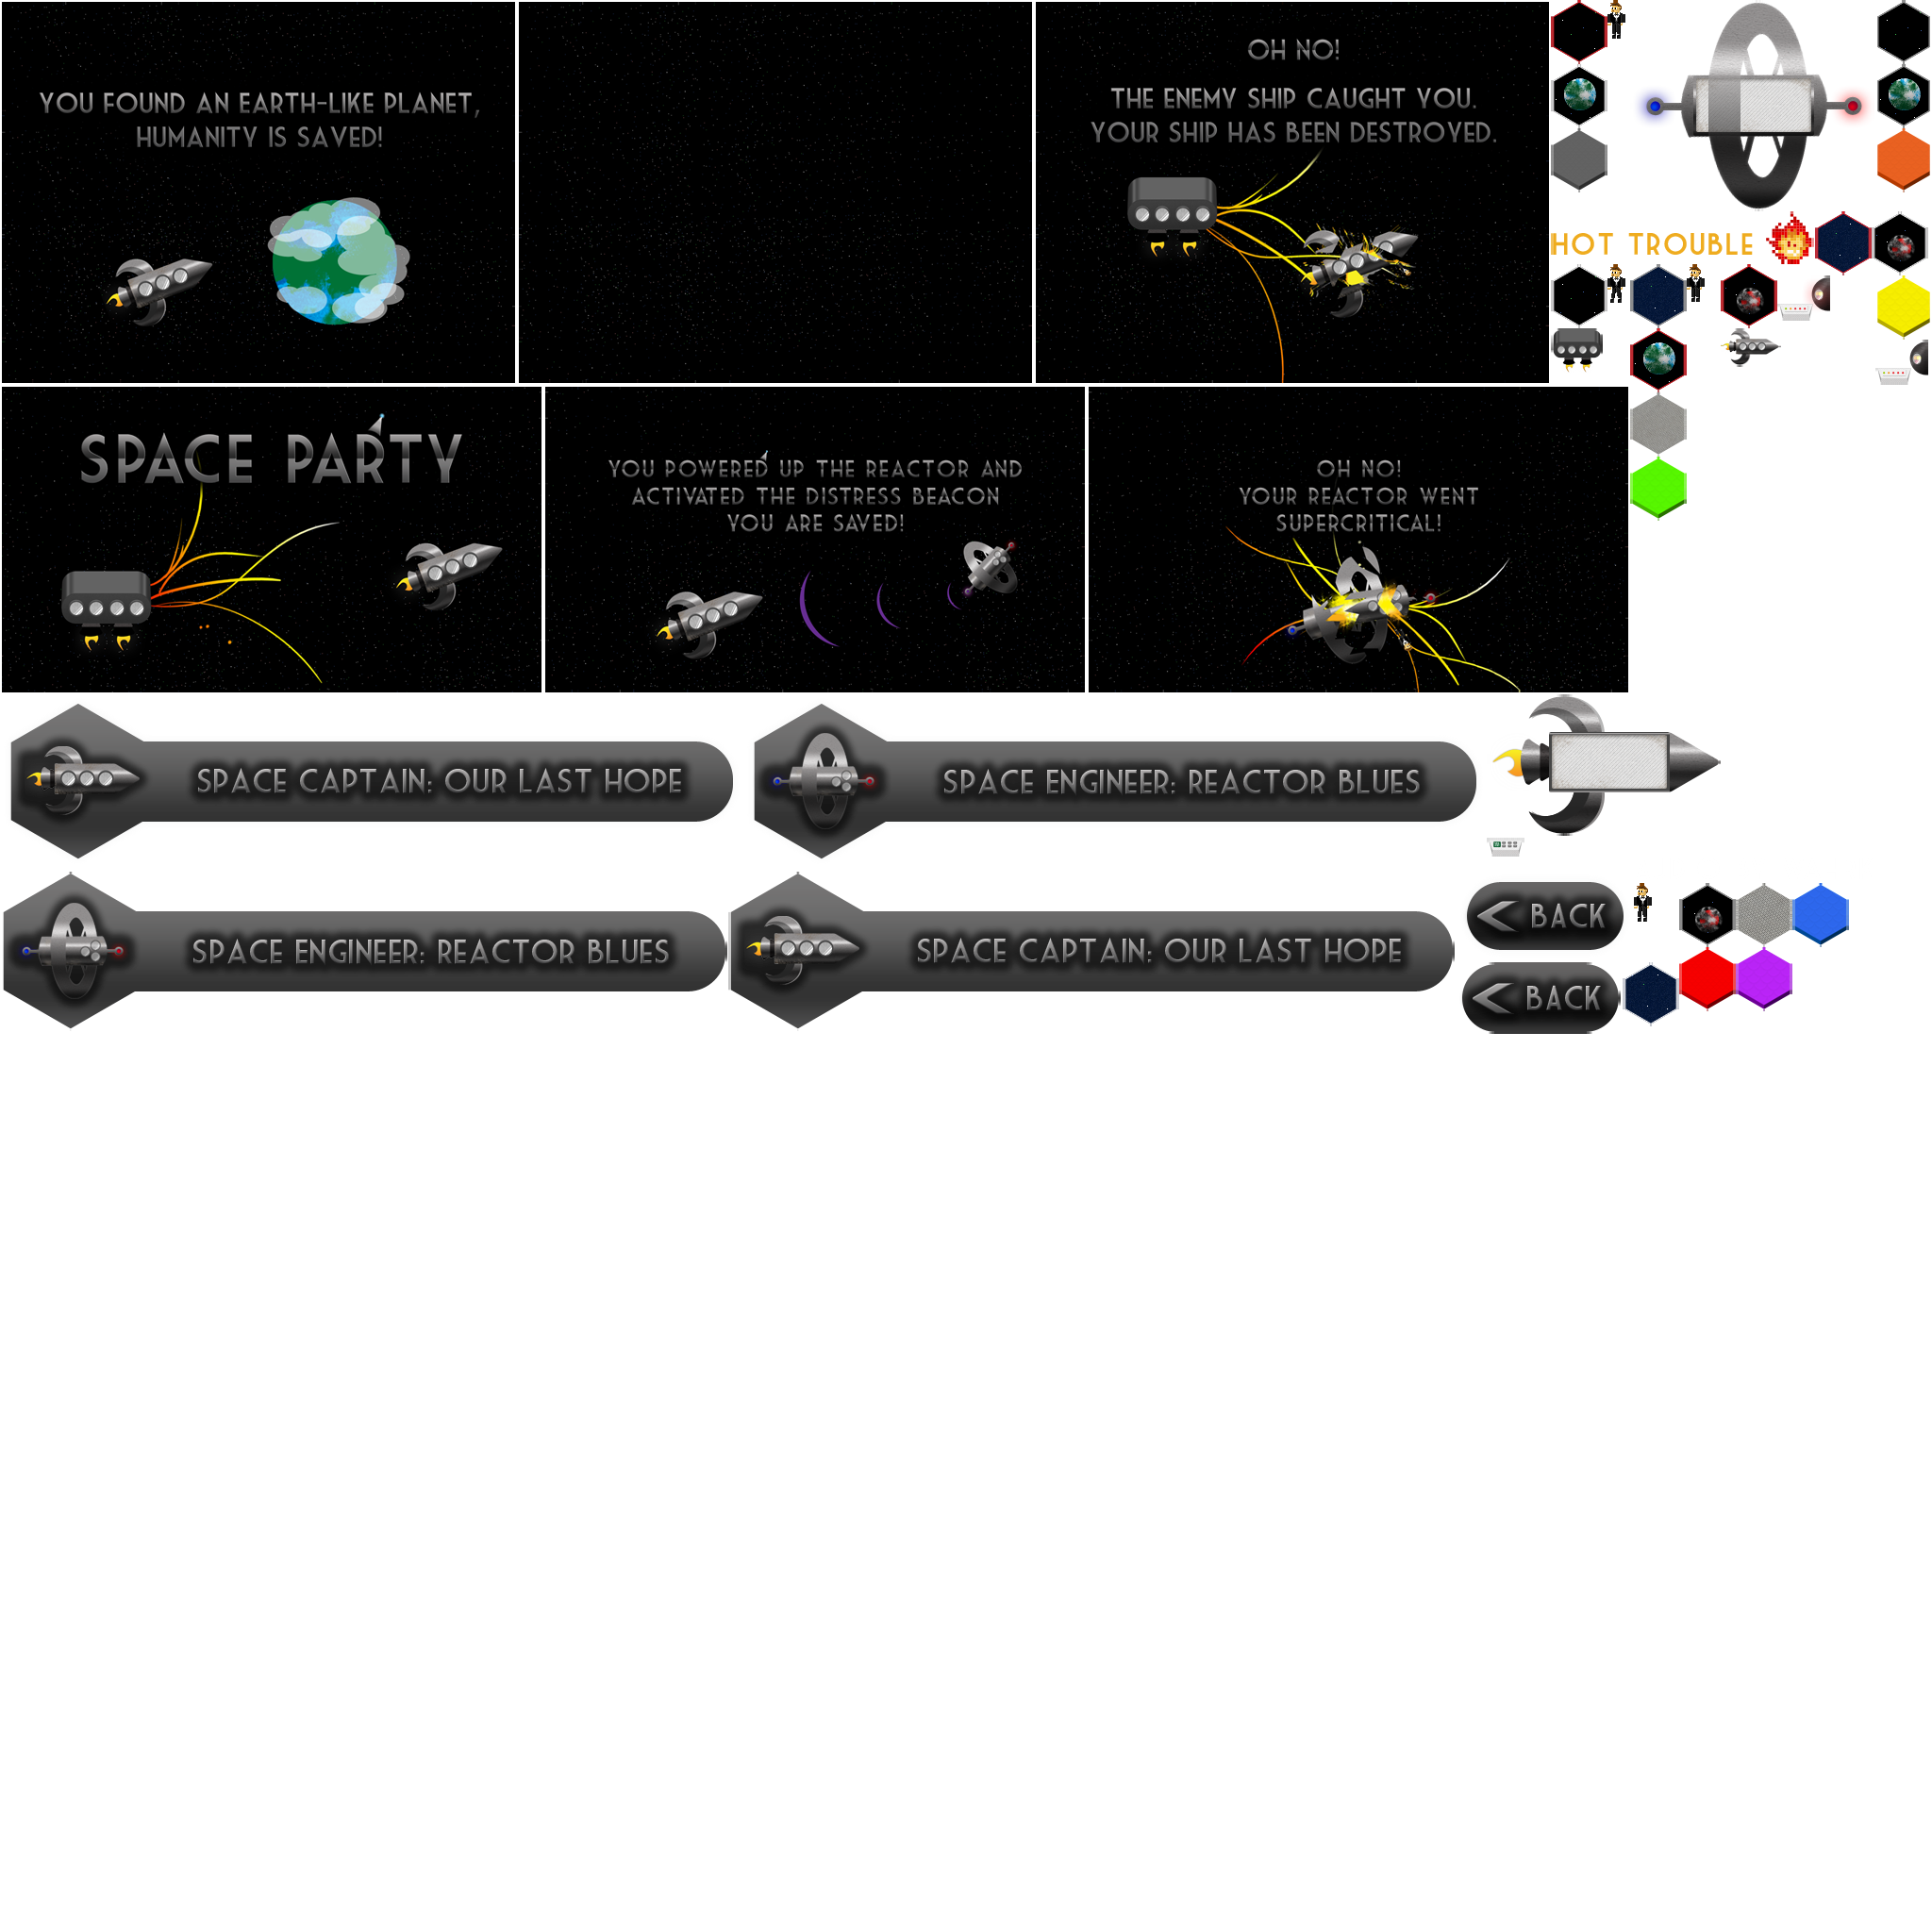 YOU FOUND AN EARTH-LIKE PLANET,
HUMANITY IS SAVED!
OH NO!
THE ENEMY SHIP CAUGHT YOU.
YOUR SHIP HAS BEEN DESTROYED.
HOT TROUBLE
SPACE PARTY
YOU POWERED UP THE REACTOR AND
ACTIVATED THE DISTRESS BEACON
YOU ARE SAVED!
OH NO!
YOUR REACTOR WENT
SUPERCRITICAL!
SPACE CAPTAIN: OUR LAST HOPE
SPACE ENGINEER: REACTOR BLUES
SPACE ENGINEER: REACTOR BLUES
SPACE CAPTAIN: OUR LAST HOPE
BACK
BACK